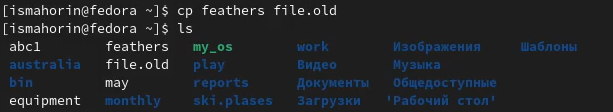 [ismahorin@fedora ~]$ cp feathers file.old
[ismahorin@fedora ~]$ ls
abc1 feathers my_os work Изображения Шаблоны
australia file.old play Видео Музыка
bin may reports Документы Общедоступные
equipment monthly ski.plases Загрузки 'Рабочий стол'